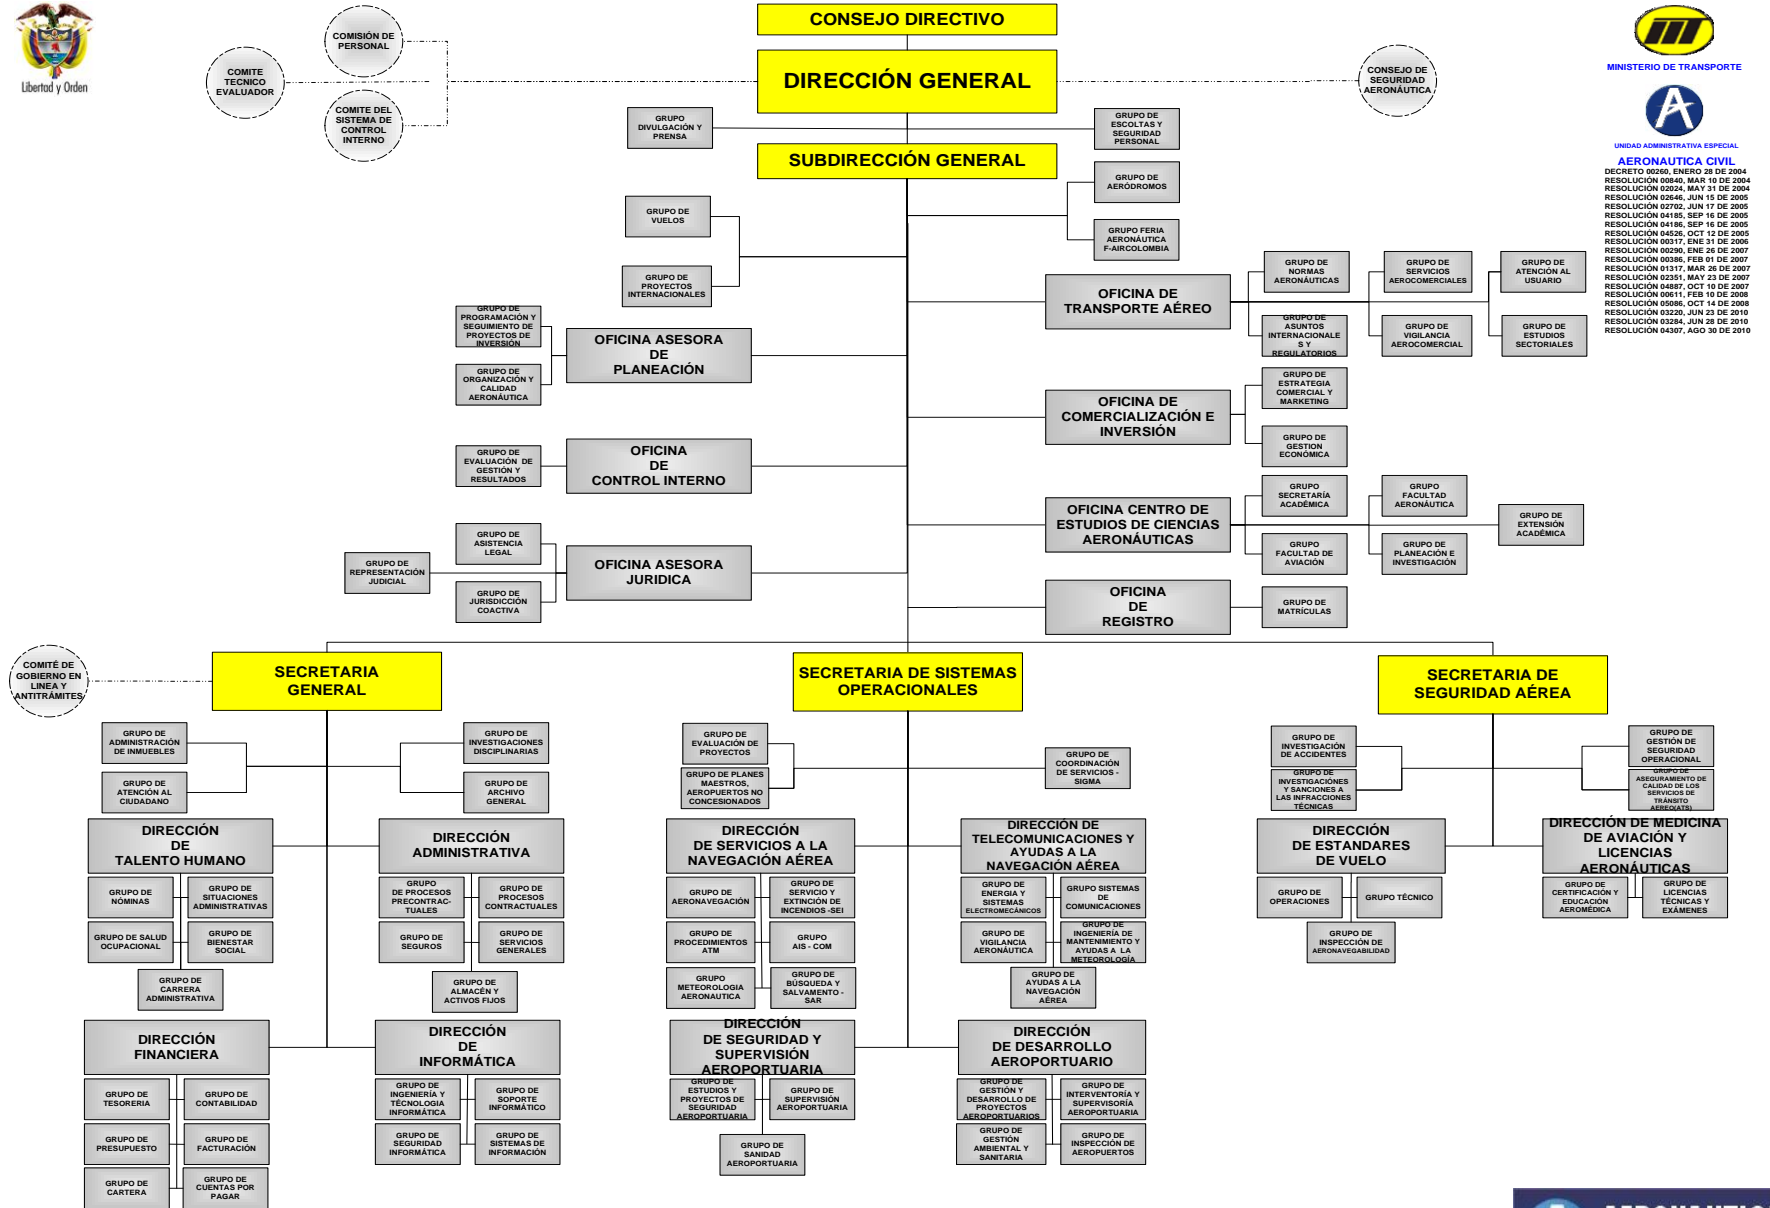 Libertad y Orden
COMISIÓN DE
PERSONAL
COMITE
TECNICO
EVALUADOR
COMITE DEL
SISTEMA DE
CONTROL
INTERNO
CONSEJO DIRECTIVO
DIRECCIÓN GENERAL
CONSEJO DE
SEGURIDAD
AERONÁUTICA
MINISTERIO DE TRANSPORTE
UNIDAD ADMINISTRATIVA ESPECIAL
AERONAUTICA CIVIL
DECRETO 00260, ENERO 28 DE 2004
RESOLUCIÓN 00840, MAR 10 DE 2004
RESOLUCIÓN 02024, MAY 31 DE 2004
RESOLUCIÓN 02646, JUN 15 DE 2005
RESOLUCIÓN 02702, JUN 17 DE 2005
RESOLUCIÓN 04185, SEP 16 DE 2005
RESOLUCIÓN 04186, SEP 16 DE 2005
RESOLUCIÓN 04526, OCT 12 DE 2005
RESOLUCIÓN 00317, ENE 31 DE 2006
RESOLUCIÓN 00290, ENE 26 DE 2007
RESOLUCIÓN 00386, FEB 01 DE 2007
RESOLUCIÓN 01317, MAR 26 DE 2007
RESOLUCIÓN 02351, MAY 23 DE 2007
RESOLUCIÓN 04887, OCT 10 DE 2007
RESOLUCIÓN 00611, FEB 10 DE 2008
RESOLUCIÓN 05086, OCT 14 DE 2008
RESOLUCIÓN 03220, JUN 23 DE 2010
RESOLUCIÓN 03284, JUN 28 DE 2010
RESOLUCIÓN 04307, AGO 30 DE 2010
GRUPO
DIVULGACIÓN Y
PRENSA
GRUPO DE
ESCOLTAS Y
SEGURIDAD
PERSONAL
SUBDIRECCIÓN GENERAL
GRUPO DE
VUELOS
GRUPO DE
PROYECTOS
INTERNACIONALES
GRUPO DE
AERÓDROMOS
GRUPO FERIA
AERONÁUTICA
F-AIRCOLOMBIA
GRUPO DE
PROGRAMACIÓN Y
SEGUIMIENTO DE
PROYECTOS DE
INVERSIÓN
GRUPO DE
ORGANIZACIÓN Y
CALIDAD
AERONÁUTICA
OFICINA ASESORA
DE
PLANEACIÓN
OFICINA DE
TRANSPORTE AÉREO
GRUPO DE
NORMAS
AERONÁUTICAS
GRUPO DE
SERVICIOS
AEROCOMERCIALES
GRUPO DE
ATENCIÓN AL
USUARIO
GRUPO DE
ASUNTOS
INTERNACIONALE
S Y
REGULATORIOS
GRUPO DE
VIGILANCIA
AEROCOMERCIAL
GRUPO DE
ESTUDIOS
SECTORIALES
OFICINA DE
COMERCIALIZACIÓN E
INVERSIÓN
GRUPO DE
ESTRATEGIA
COMERCIAL Y
MARKETING
GRUPO DE
GESTION
ECONÓMICA
GRUPO DE
EVALUACIÓN DE
GESTIÓN Y
RESULTADOS
OFICINA
DE
CONTROL INTERNO
OFICINA CENTRO DE
ESTUDIOS DE CIENCIAS
AERONÁUTICAS
GRUPO
SECRETARÍA
ACADÉMICA
GRUPO
FACULTAD
AERONÁUTICA
GRUPO DE
EXTENSIÓN
ACADÉMICA
GRUPO
FACULTAD DE
AVIACIÓN
GRUPO DE
PLANEACIÓN E
INVESTIGACIÓN
GRUPO DE
REPRESENTACIÓN
JUDICIAL
GRUPO DE
ASISTENCIA
LEGAL
GRUPO DE
JURISDICCIÓN
COACTIVA
OFICINA ASESORA
JURIDICA
OFICINA
DE
REGISTRO
GRUPO DE
MATRÍCULAS
COMITÉ DE
GOBIERNO EN
LINEA Y
ANTITRÁMITES
SECRETARIA
GENERAL
SECRETARIA DE SISTEMAS
OPERACIONALES
SECRETARIA DE
SEGURIDAD AÉREA
GRUPO DE
ADMINISTRACIÓN
DE INMUEBLES
GRUPO DE
INVESTIGACIONES
DISCIPLINARIAS
GRUPO DE
ATENCIÓN AL
CIUDADANO
GRUPO DE
ARCHIVO
GENERAL
DIRECCIÓN
DE
TALENTO HUMANO
DIRECCIÓN
ADMINISTRATIVA
GRUPO DE
NÓMINAS
GRUPO DE
SITUACIONES
ADMINISTRATIVAS
GRUPO DE SALUD
OCUPACIONAL
GRUPO DE
BIENESTAR
SOCIAL
GRUPO DE
CARRERA
ADMINISTRATIVA
GRUPO
DE PROCESOS
PRECONTRAC-
TUALES
GRUPO DE
PROCESOS
CONTRACTUALES
GRUPO DE
SEGUROS
GRUPO DE
SERVICIOS
GENERALES
GRUPO DE
ALMACÉN Y
ACTIVOS FIJOS
DIRECCIÓN
FINANCIERA
DIRECCIÓN
DE
INFORMÁTICA
GRUPO DE
TESORERIA
GRUPO DE
CONTABILIDAD
GRUPO DE
PRESUPUESTO
GRUPO DE
FACTURACIÓN
GRUPO DE
CARTERA
GRUPO DE
CUENTAS POR
PAGAR
GRUPO DE
INGENIERÍA Y
TÉCNOLOGIA
INFORMÁTICA
GRUPO DE
SOPORTE
INFORMÁTICO
GRUPO DE
SEGURIDAD
INFORMÁTICA
GRUPO DE
SISTEMAS DE
INFORMACIÓN
GRUPO DE
EVALUACIÓN DE
PROYECTOS
GRUPO DE PLANES
MAESTROS,
AEROPUERTOS NO
CONCESIONADOS
GRUPO DE
COORDINACIÓN
DE SERVICIOS -
SIGMA
DIRECCIÓN
DE SERVICIOS A LA
NAVEGACIÓN AÉREA
DIRECCIÓN DE
TELECOMUNICACIONES Y
AYUDAS A LA
NAVEGACIÓN AÉREA
GRUPO DE
AERONAVEGACIÓN
GRUPO DE
SERVICIO Y
EXTINCIÓN DE
INCENDIOS -SEI
GRUPO DE
PROCEDIMIENTOS
ATM
GRUPO
AIS - COM
GRUPO
METEOROLOGIA
AERONAUTICA
GRUPO DE
BÚSQUEDA Y
SALVAMENTO -
SAR
GRUPO DE
ENERGIA Y
SISTEMAS
ELECTROMECÁNICOS
GRUPO SISTEMAS
DE
COMUNICACIONES
GRUPO DE
VIGILANCIA
AERONÁUTICA
GRUPO DE
INGENIERÍA DE
MANTENIMIENTO Y
AYUDAS A LA
METEOROLOGÍA
GRUPO DE
AYUDAS A LA
NAVEGACIÓN
AÉREA
DIRECCIÓN
DE SEGURIDAD Y
SUPERVISIÓN
AEROPORTUARIA
DIRECCIÓN
DE DESARROLLO
AEROPORTUARIO
GRUPO DE
ESTUDIOS Y
PROYECTOS DE
SEGURIDAD
AEROPORTUARIA
GRUPO DE
SUPERVISIÓN
AEROPORTUARIA
GRUPO DE
SANIDAD
AEROPORTUARIA
GRUPO DE
GESTIÓN Y
DESARROLLO DE
PROYECTOS
AEROPORTUARIOS
GRUPO DE
INTERVENTORÍA Y
SUPERVISORÍA
AEROPORTUARIA
GRUPO DE
GESTIÓN
AMBIENTAL Y
SANITARIA
GRUPO DE
INSPECCIÓN DE
AEROPUERTOS
GRUPO DE
INVESTIGACIÓN
DE ACCIDENTES
GRUPO DE
INVESTIGACIÓNES
Y SANCIONES A
LAS INFRACCIONES
TÉCNICAS
GRUPO DE
GESTIÓN DE
SEGURIDAD
OPERACIONAL
GRUPO DE
ASEGURAMIENTO DE
CALIDAD DE LOS
SERVICIOS DE
TRÁNSITO
AEREO(ATS)
DIRECCIÓN
DE ESTANDARES
DE VUELO
DIRECCIÓN DE MEDICINA
DE AVIACIÓN Y
LICENCIAS
AERONÁUTICAS
GRUPO DE
OPERACIONES
GRUPO TÉCNICO
GRUPO DE
INSPECCIÓN DE
AERONAVEGABILIDAD
GRUPO DE
CERTIFICACIÓN Y
EDUCACIÓN
AEROMÉDICA
GRUPO DE
LICENCIAS
TÉCNICAS Y
EXÁMENES